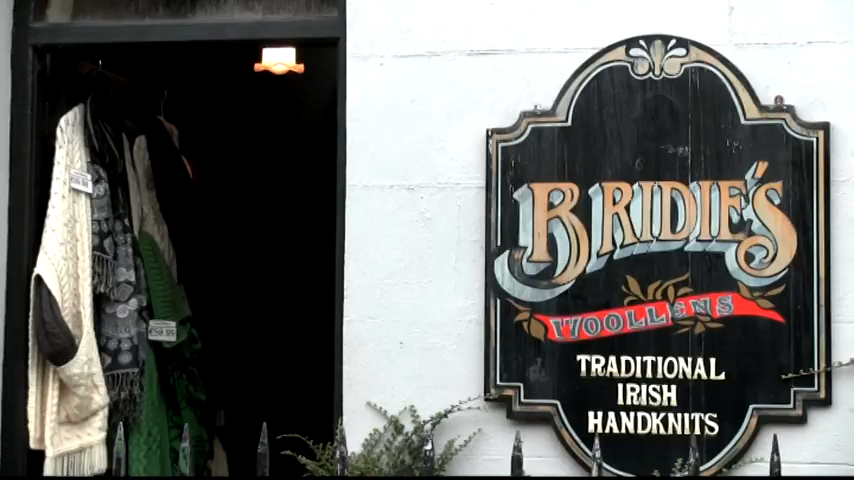 BRIDIE'S
WOOLLENS
TRADITIONAL
IRISH
HANDKNITS